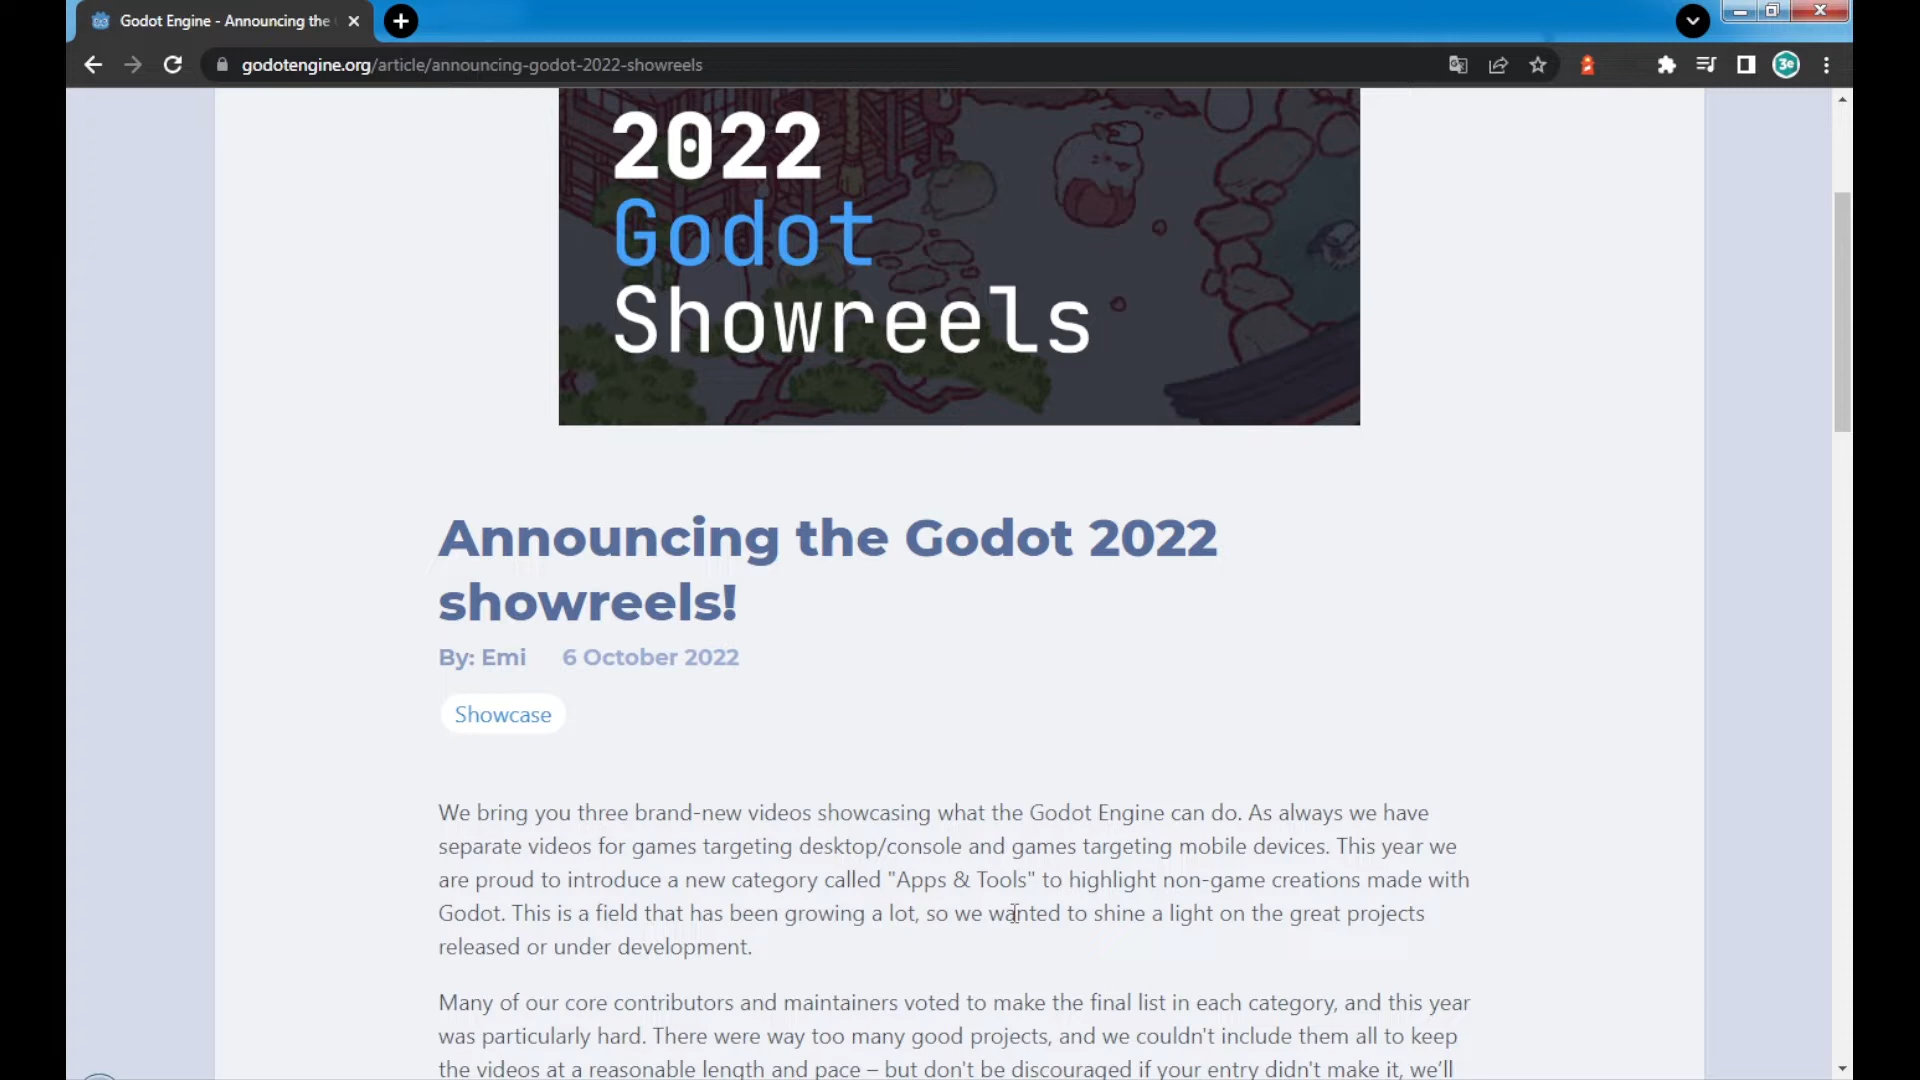 Godot Engine - Announcing the
godotengine.org/article/announcing-godot-2022-showreels
3e
2022
Godot
Showreels
Announcing the Godot 2022
showreels!
By: Emi 6 October 2022
Showcase
We bring you three brand-new videos showcasing what the Godot Engine can do. As always we have
separate videos for games targeting desktop/console and games targeting mobile devices. This year we
are proud to introduce a new category called "Apps & Tools" to highlight non-game creations made with
Godot. This is a field that has been growing a lot, so we wanted to shine a light on the great projects
released or under development.
Many of our core contributors and maintainers voted to make the final list in each category, and this year
was particularly hard. There were way too many good projects, and we couldn't include them all to keep
the videos at a reasonable length and pace – but don't be discouraged if your entry didn't make it, we’ll